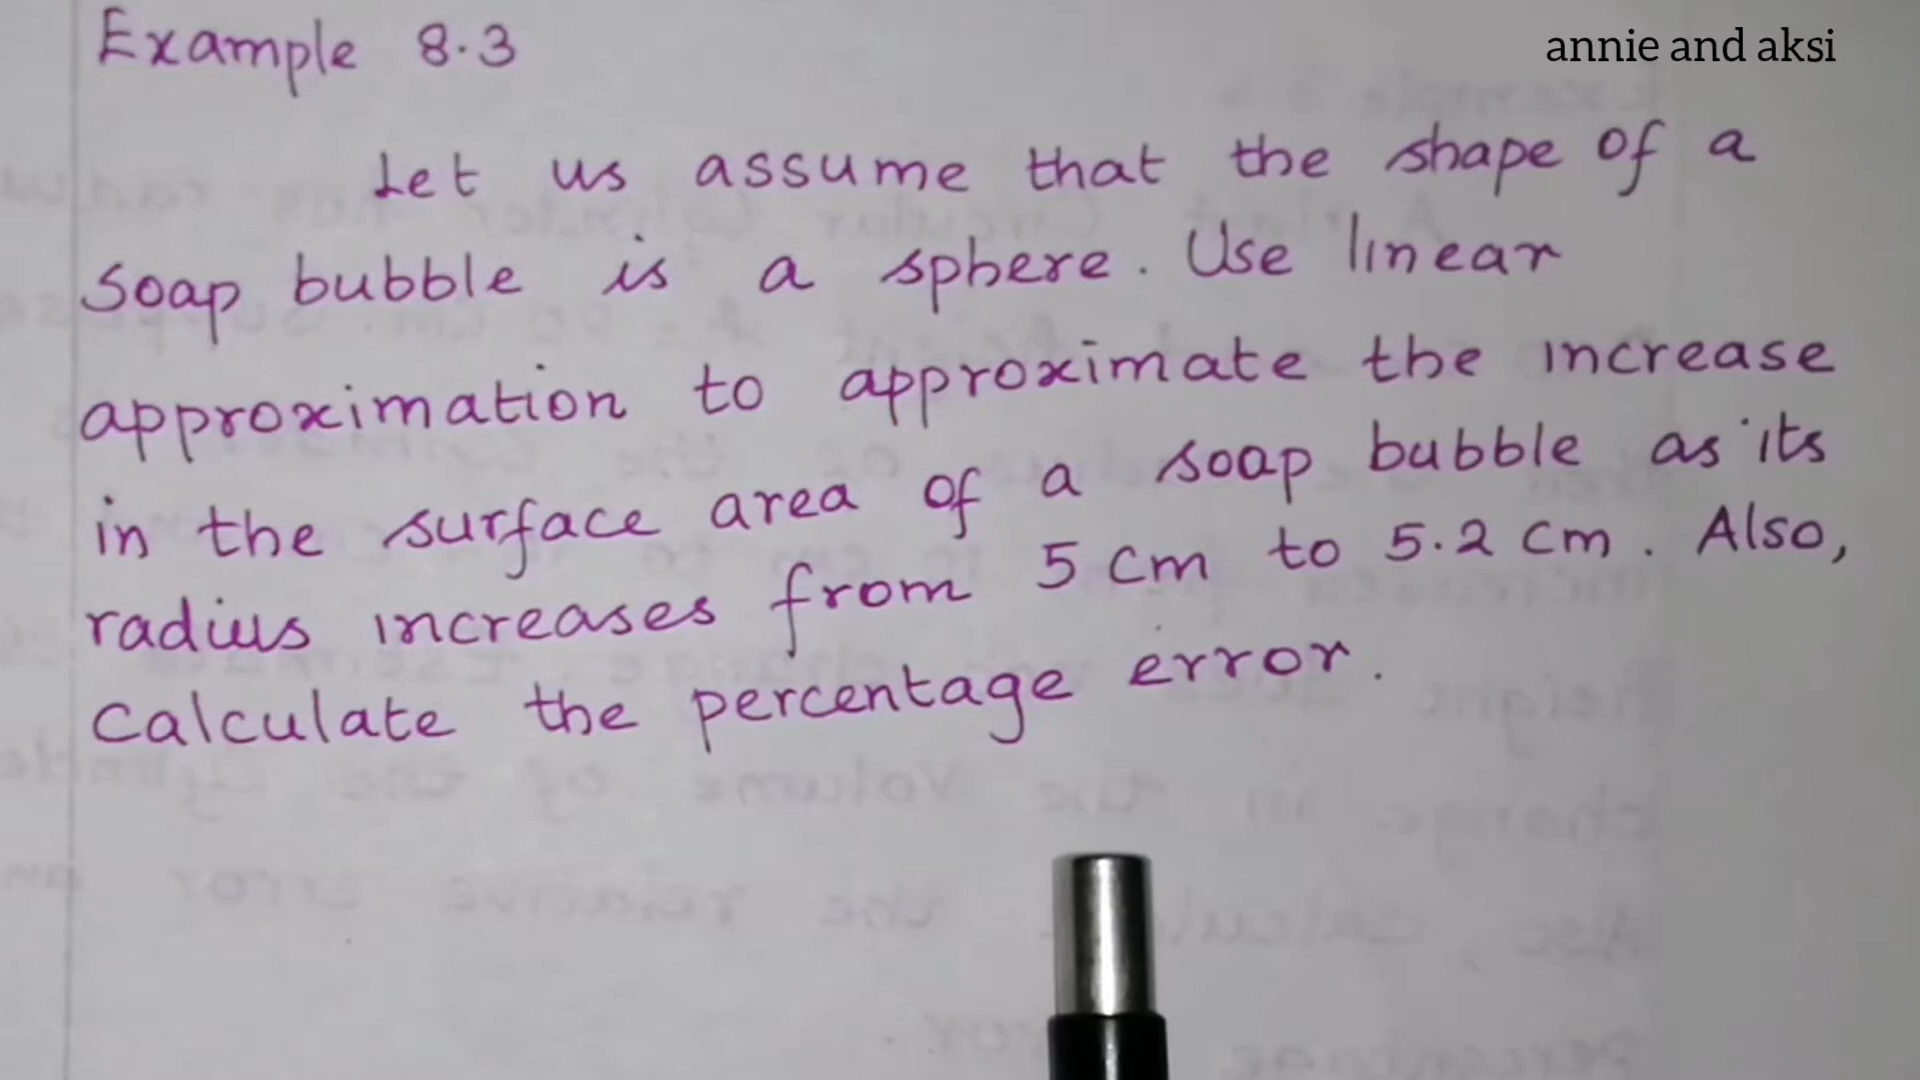 Example 8.3
annie and aksi
Let us assume that the shape of a
soap bubble is a sphere. Use linear
approximation to approximate the increase
in the surface area of a soap bubble as its
radius increases from 5 cm to 5.2 cm. Also,
calculate the percentage error.